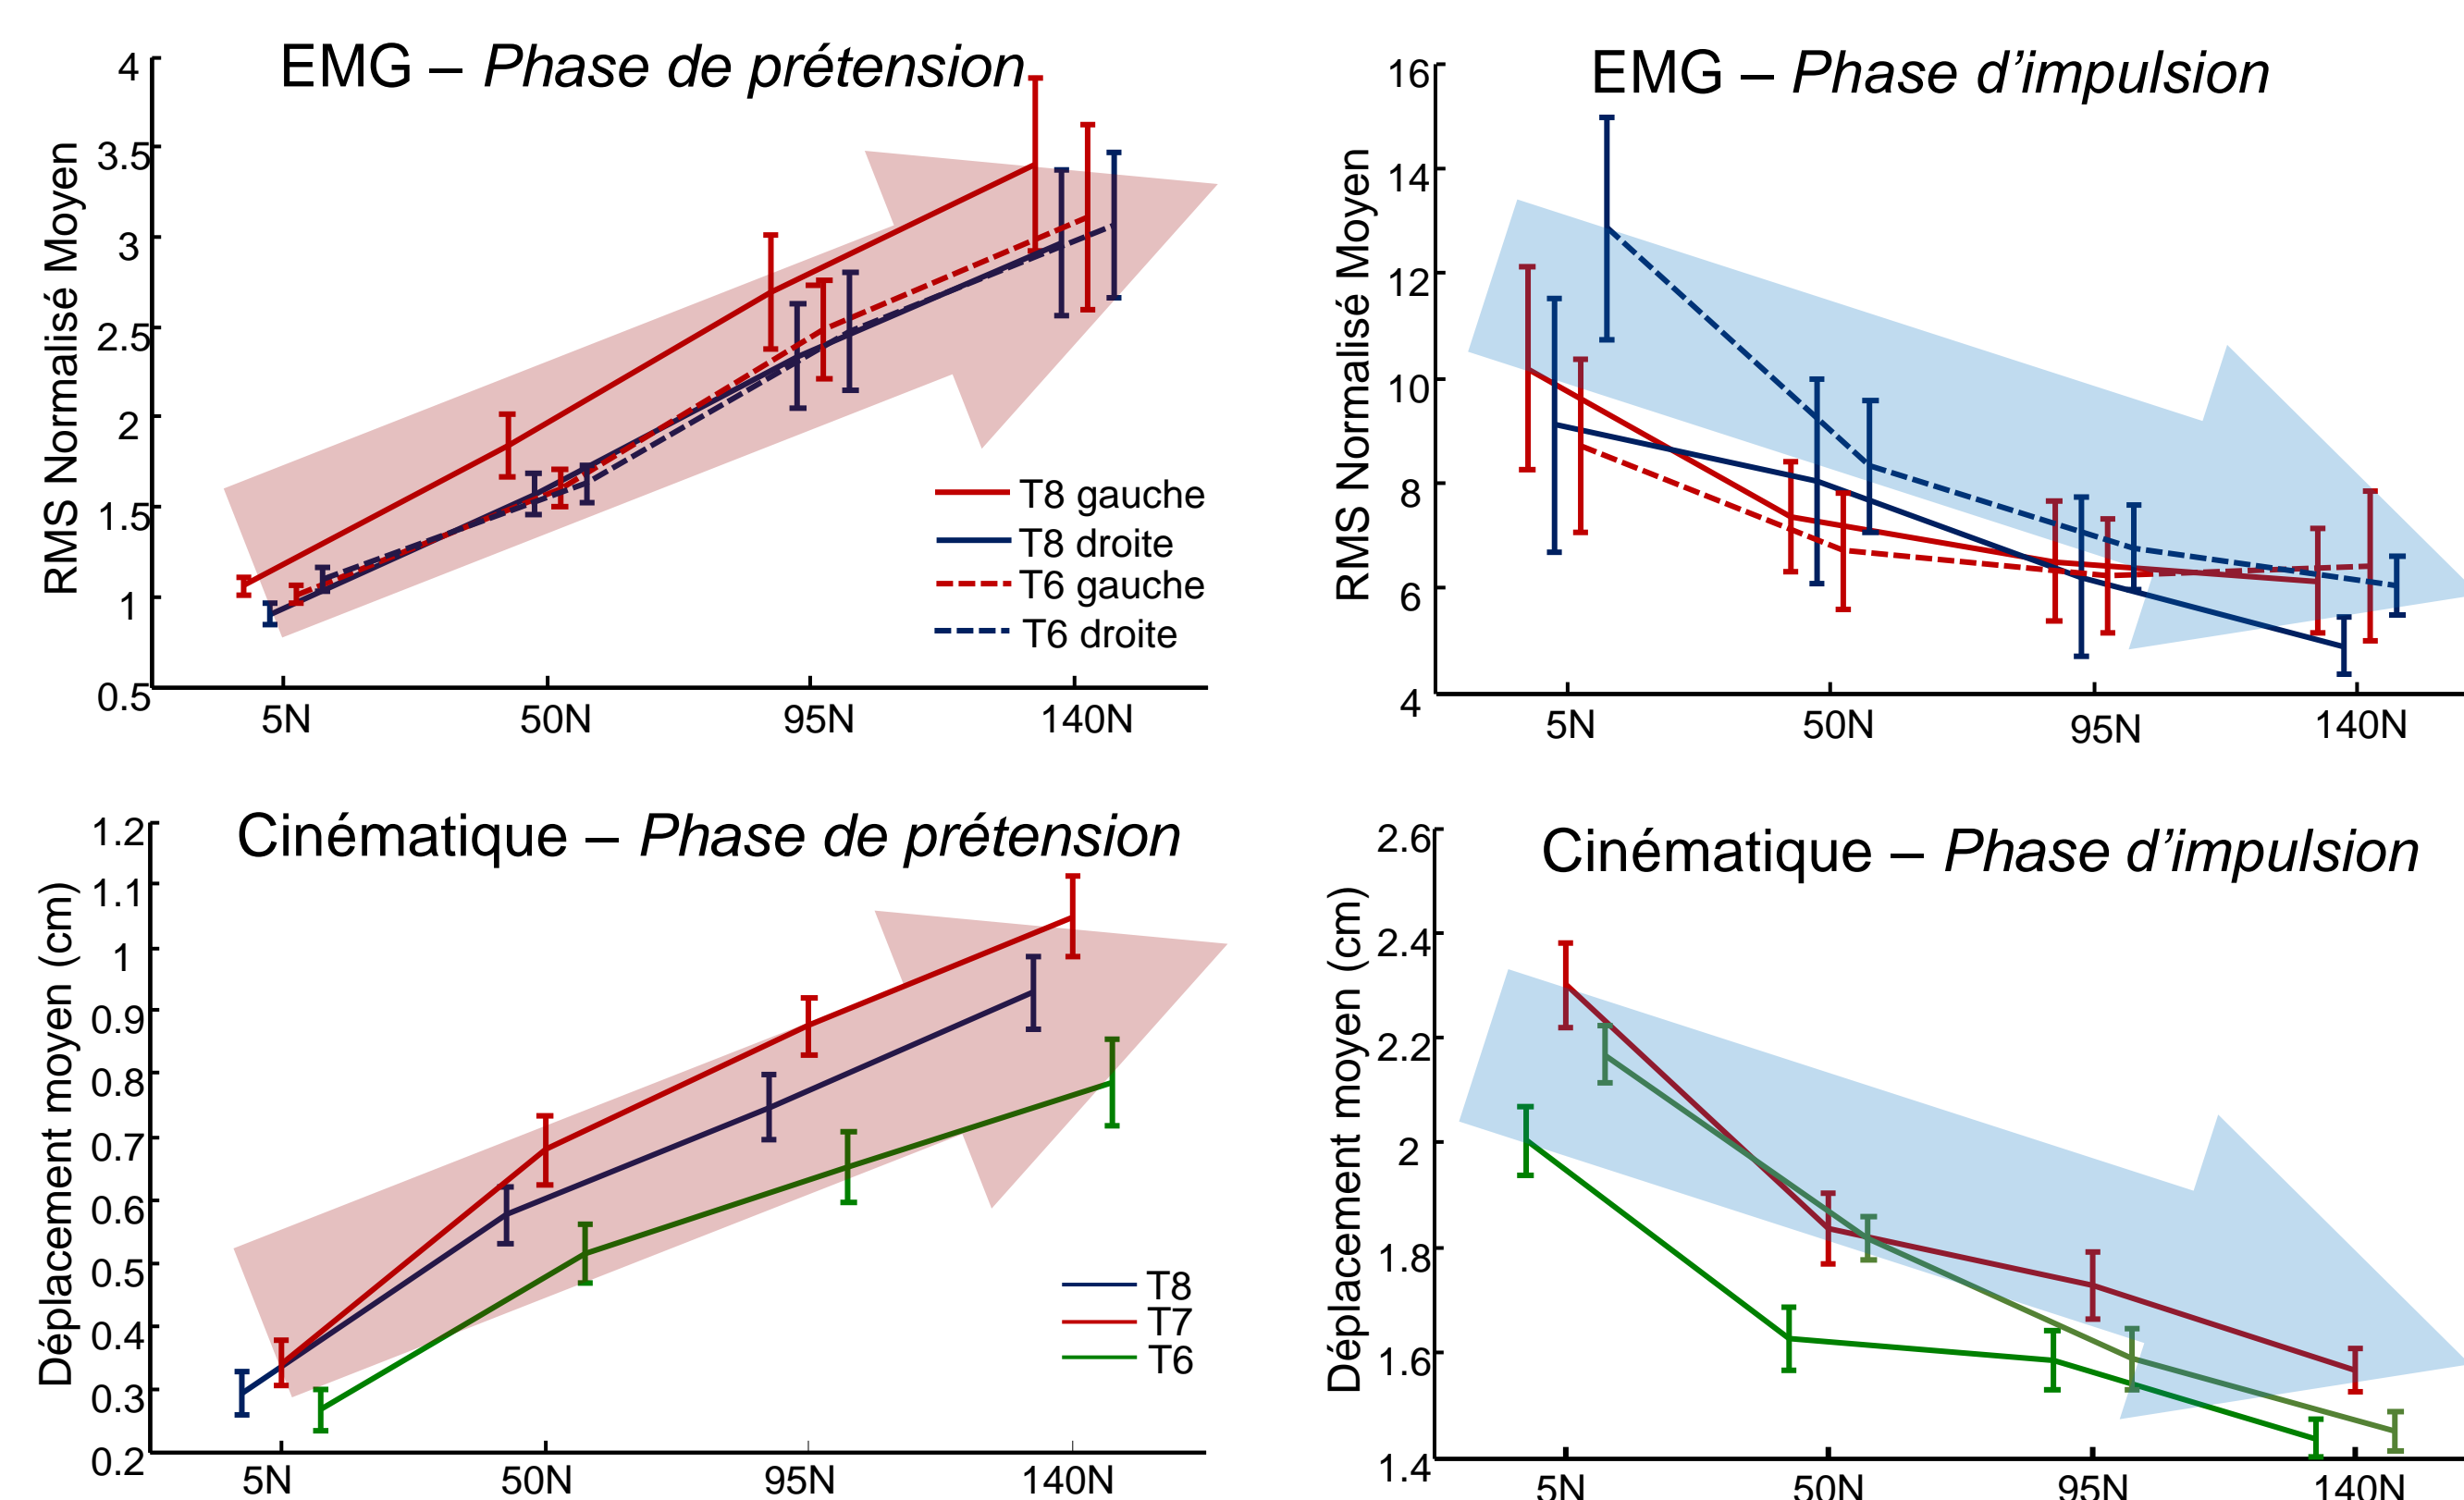 EMG – Phase de prétension
RMS Normalisé Moyen
4
3.5
3
2.5
2
1.5
1
0.5
5N 50N 95N 140N
T8 gauche
T8 droite
T6 gauche
T6 droite
EMG – Phase d’impulsion
RMS Normalisé Moyen
16
14
12
10
8
6
4
5N 50N 95N 140N
Cinématique – Phase de prétension
Déplacement moyen (cm)
1.2
1.1
1
0.9
0.8
0.7
0.6
0.5
0.4
0.3
0.2
5N 50N 95N 140N
T8
T7
T6
Cinématique – Phase d’impulsion
Déplacement moyen (cm)
2.6
2.4
2.2
2
1.8
1.6
1.4
5N 50N 95N 140N